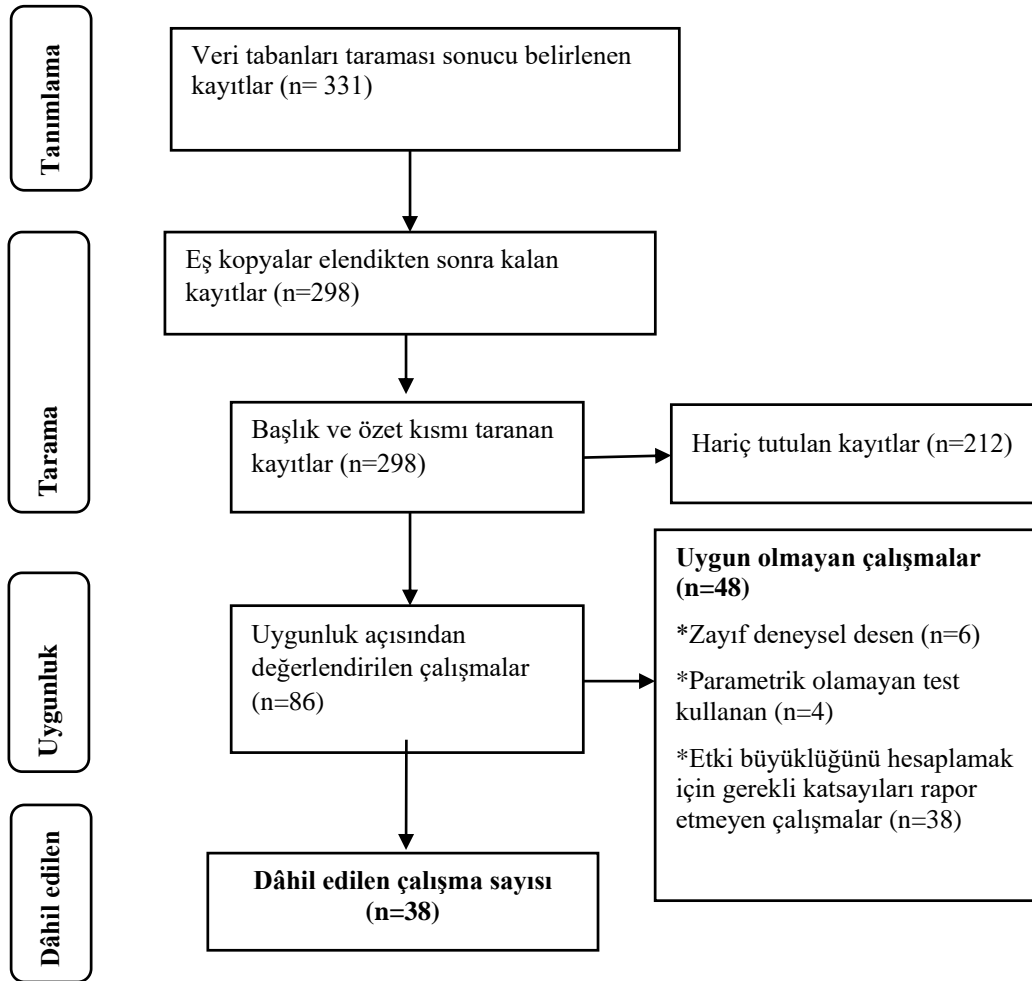 Tanımlama
Veri tabanları taraması sonucu belirlenen
kayıtlar (n= 331)
Tarama
Eş kopyalar elendikten sonra kalan
kayıtlar (n=298)
Başlık ve özet kısmı taranan
kayıtlar (n=298)
Hariç tutulan kayıtlar (n=212)
Uygunluk
Uygunluk açısından
değerlendirilen çalışmalar
(n=86)
Uygun olmayan çalışmalar
(n=48)
*Zayıf deneysel desen (n=6)
*Parametrik olamayan test
kullanan (n=4)
*Etki büyüklüğünü hesaplamak
için gerekli katsayıları rapor
etmeyen çalışmalar (n=38)
Dâhil edilen
Dâhil edilen çalışma sayısı
(n=38)